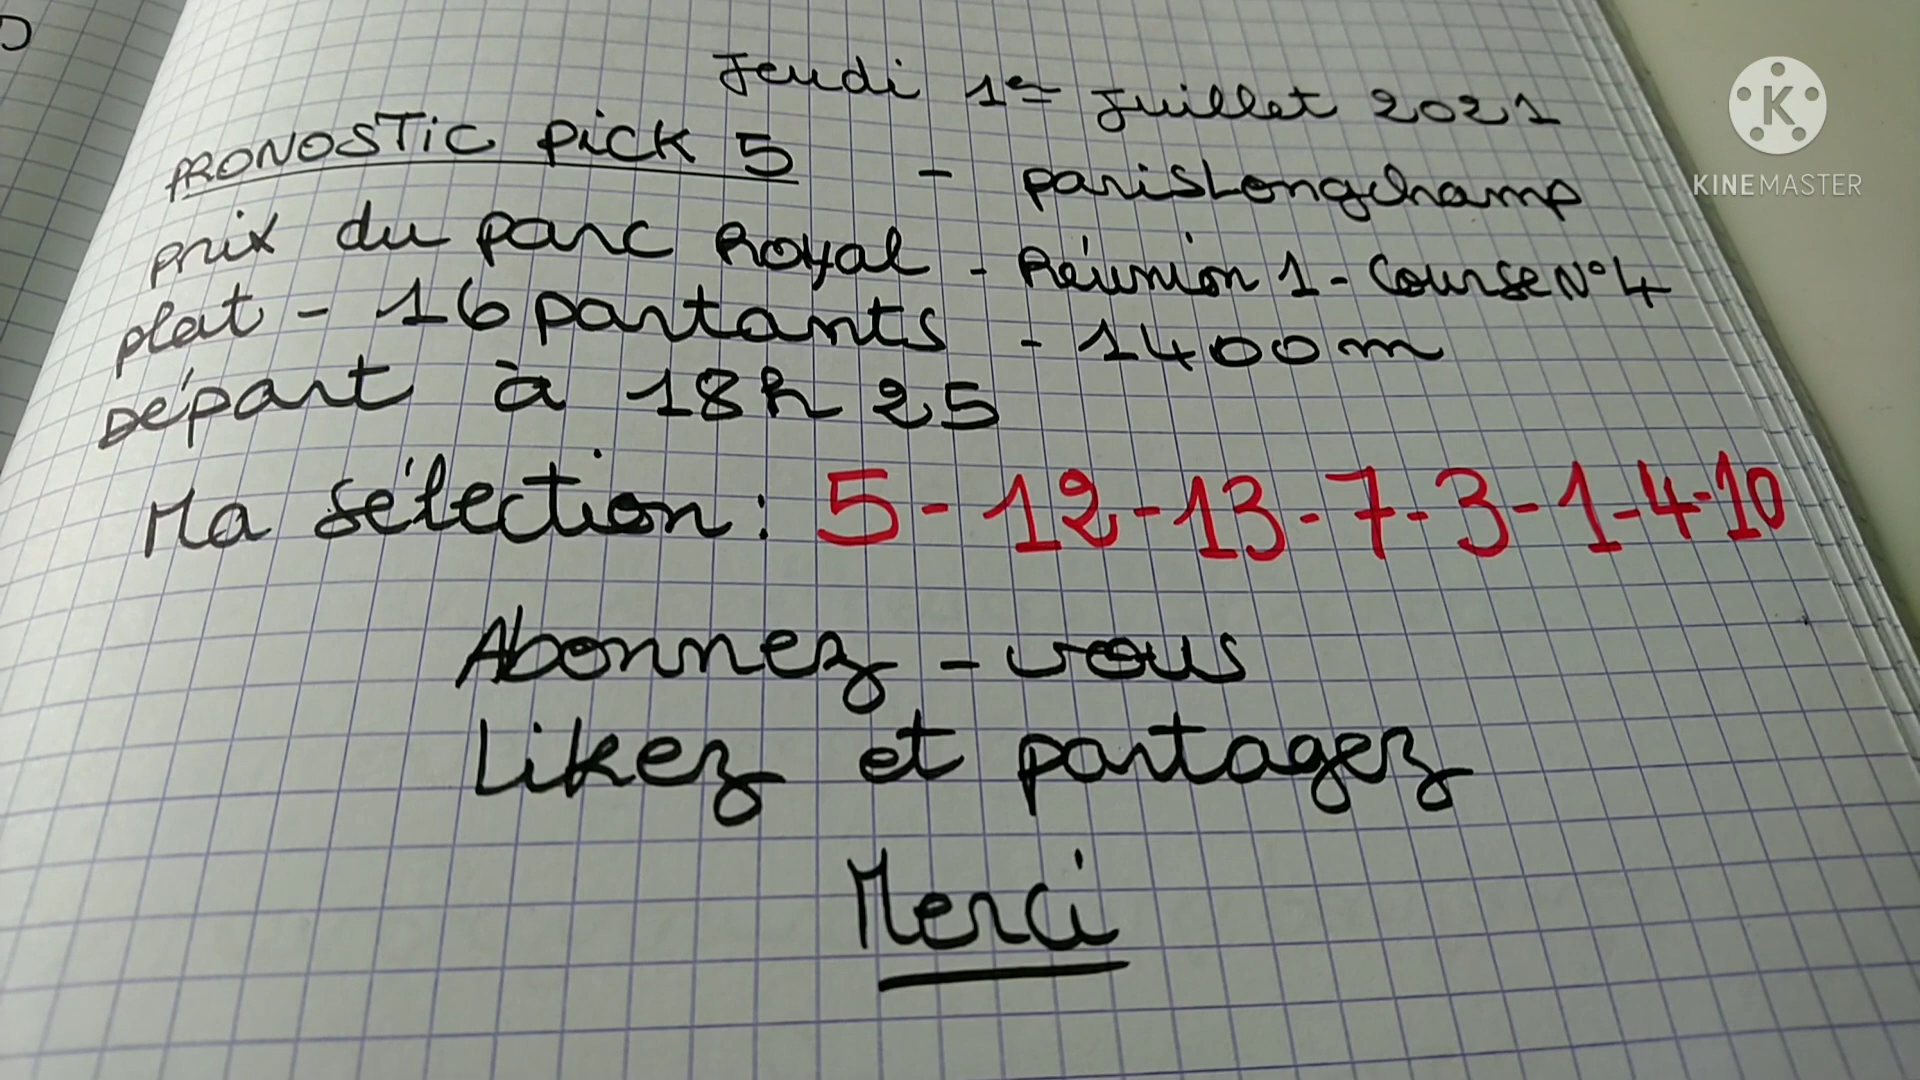 Jeudi 1er Juillet 2021
PRONOSTIC PICK 5 - parisLongchamp
prix du parc Royal - Réunion 1 - Course N°4
plat - 16 partants - 1400m
Départ à 18h25
Ma sélection : 5 - 12 - 13 - 7 - 3 - 1 - 4 - 10
Abonnez-vous
Likez et partagez
Merci
K
KINEMASTER